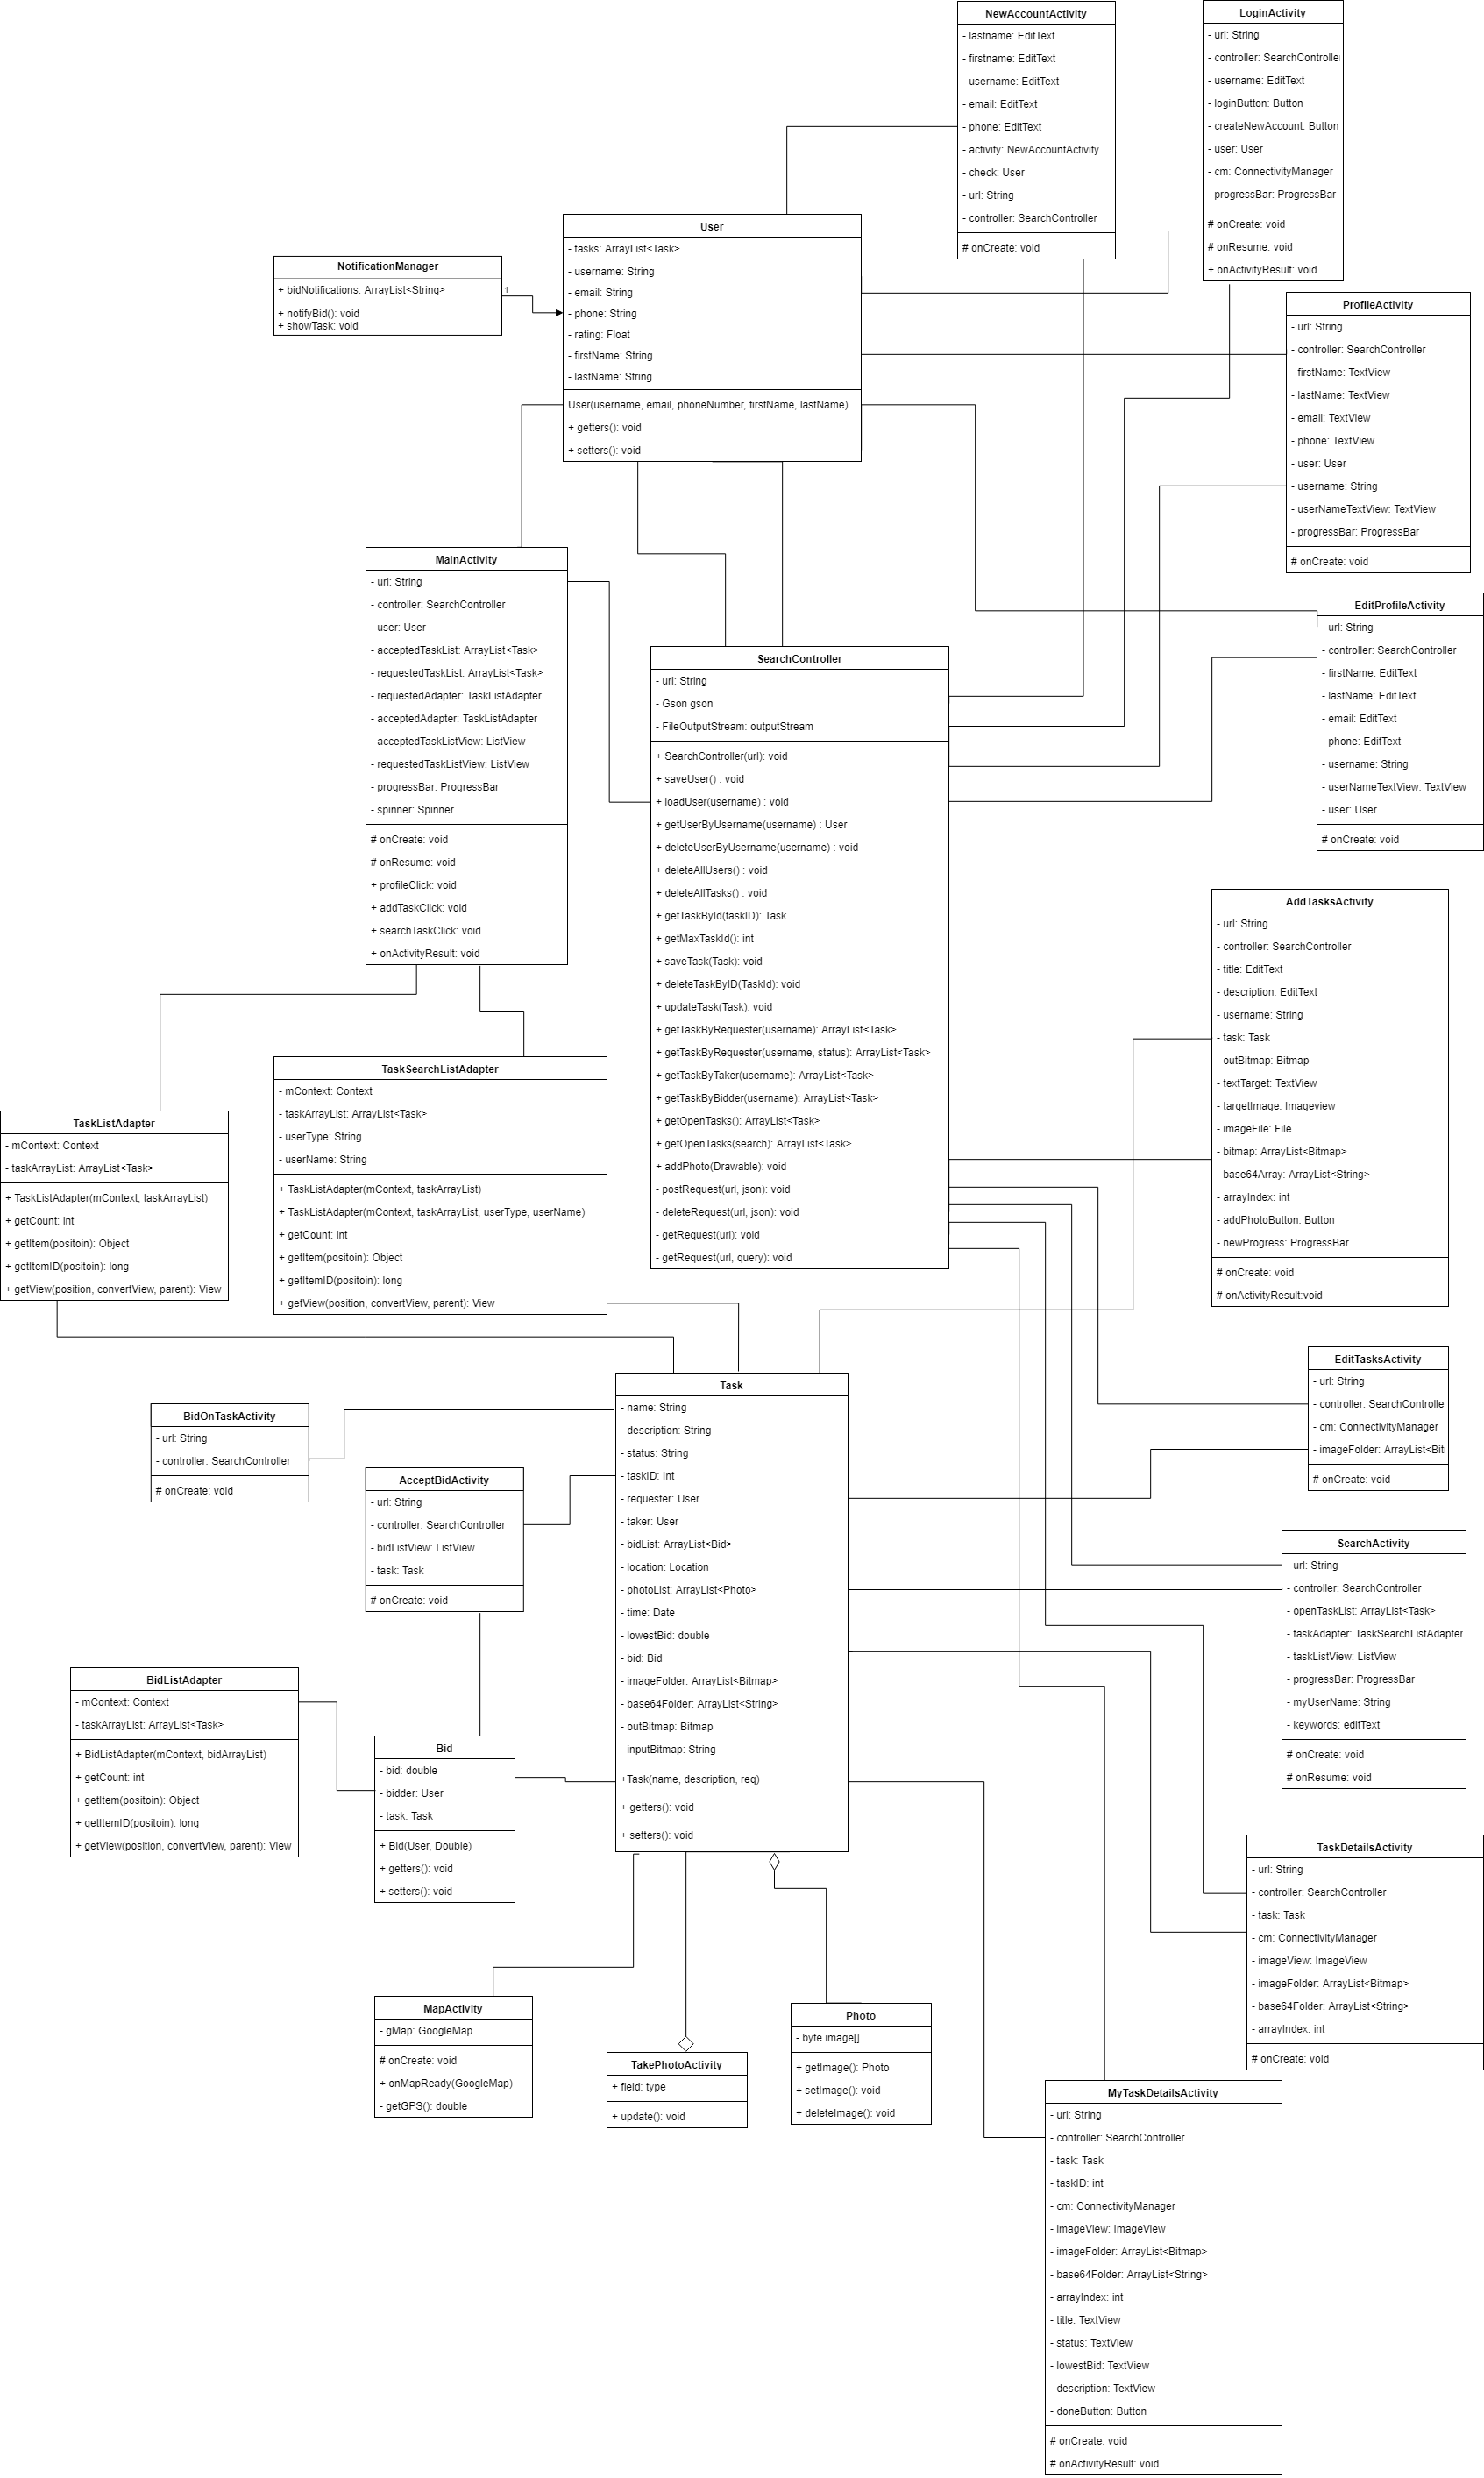 NewAccountActivity
- lastname: EditText
- firstname: EditText
- username: EditText
- email: EditText
- phone: EditText
- activity: NewAccountActivity
- check: User
- url: String
- controller: SearchController
# onCreate: void
LoginActivity
- url: String
- controller: SearchControlle
- username: EditText
- loginButton: Button
- createNewAccount: Button
- user: User
- cm: ConnectivityManager
- progressBar: ProgressBar
# onCreate: void
# onResume: void
+ onActivityResult: void
User
- tasks: ArrayList<Task>
- username: String
- email: String
- phone: String
- rating: Float
- firstName: String
- lastName: String
User(username, email, phoneNumber, firstName, lastName)
+ getters(): void
+ setters(): void
NotificationManager
+ bidNotifications: ArrayList<String>
+ notifyBid(): void
+ showTask: void
1
ProfileActivity
- url: String
- controller: SearchController
- firstName: TextView
- lastName: TextView
- email: TextView
- phone: TextView
- user: User
- username: String
- userNameTextView: TextView
- progressBar: ProgressBar
# onCreate: void
MainActivity
- url: String
- controller: SearchController
- user: User
- acceptedTaskList: ArrayList<Task>
- requestedTaskList: ArrayList<Task>
- requestedAdapter: TaskListAdapter
- acceptedAdapter: TaskListAdapter
- acceptedTaskListView: ListView
- requestedTaskListView: ListView
- progressBar: ProgressBar
- spinner: Spinner
# onCreate: void
# onResume: void
+ profileClick: void
+ addTaskClick: void
+ searchTaskClick: void
+ onActivityResult: void
EditProfileActivity
- url: String
- controller: SearchController
- firstName: EditText
- lastName: EditText
- email: EditText
- phone: EditText
- username: String
- userNameTextView: TextView
- user: User
# onCreate: void
SearchController
- url: String
- Gson gson
- FileOutputStream: outputStream
+ SearchController(url): void
+ saveUser() : void
+ loadUser(username) : void
+ getUserByUsername(username) : User
+ deleteUserByUsername(username) : void
+ deleteAllUsers() : void
+ deleteAllTasks() : void
+ getTaskById(taskID): Task
+ getMaxTaskId(): int
+ saveTask(Task): void
+ deleteTaskByID(TaskId): void
+ updateTask(Task): void
+ getTaskByRequester(username): ArrayList<Task>
+ getTaskByRequester(username, status): ArrayList<Task>
+ getTaskByTaker(username): ArrayList<Task>
+ getTaskByBidder(username): ArrayList<Task>
+ getOpenTasks(): ArrayList<Task>
+ getOpenTasks(search): ArrayList<Task>
+ addPhoto(Drawable): void
- postRequest(url, json): void
- deleteRequest(url, json): void
- getRequest(url): void
- getRequest(url, query): void
AddTasksActivity
- url: String
- controller: SearchController
- title: EditText
- description: EditText
- username: String
- task: Task
- outBitmap: Bitmap
- textTarget: TextView
- targetImage: Imageview
- imageFile: File
- bitmap: ArrayList<Bitmap>
- base64Array: ArrayList<String>
- arrayIndex: int
- addPhotoButton: Button
- newProgress: ProgressBar
# onCreate: void
# onActivityResult:void
TaskSearchListAdapter
- mContext: Context
- taskArrayList: ArrayList<Task>
- userType: String
- userName: String
+ TaskListAdapter(mContext, taskArrayList)
+ TaskListAdapter(mContext, taskArrayList, userType, userName)
+ getCount: int
+ getItem(positoin): Object
+ getItemID(positoin): long
+ getView(position, convertView, parent): View
TaskListAdapter
- mContext: Context
- taskArrayList: ArrayList<Task>
+ TaskListAdapter(mContext, taskArrayList)
+ getCount: int
+ getItem(positoin): Object
+ getItemID(positoin): long
+ getView(position, convertView, parent): View
EditTasksActivity
- url: String
- controller: SearchControlle
- cm: ConnectivityManager
- imageFolder: ArrayList<Bit
# onCreate: void
Task
- name: String
- description: String
- status: String
- taskID: Int
- requester: User
- taker: User
- bidList: ArrayList<Bid>
- location: Location
- photoList: ArrayList<Photo>
- time: Date
- lowestBid: double
- bid: Bid
- imageFolder: ArrayList<Bitmap>
- base64Folder: ArrayList<String>
- outBitmap: Bitmap
- inputBitmap: String
+Task(name, description, req)
+ getters(): void
+ setters(): void
BidOnTaskActivity
- url: String
- controller: SearchController
# onCreate: void
AcceptBidActivity
- url: String
- controller: SearchController
- bidListView: ListView
- task: Task
# onCreate: void
SearchActivity
- url: String
- controller: SearchController
- openTaskList: ArrayList<Task>
- taskAdapter: TaskSearchListAdapter
- taskListView: ListView
- progressBar: ProgressBar
- myUserName: String
- keywords: editText
# onCreate: void
# onResume: void
BidListAdapter
- mContext: Context
- taskArrayList: ArrayList<Task>
+ BidListAdapter(mContext, bidArrayList)
+ getCount: int
+ getItem(positoin): Object
+ getItemID(positoin): long
+ getView(position, convertView, parent): View
Bid
- bid: double
- bidder: User
- task: Task
+ Bid(User, Double)
+ getters(): void
+ setters(): void
TaskDetailsActivity
- url: String
- controller: SearchController
- task: Task
- cm: ConnectivityManager
- imageView: ImageView
- imageFolder: ArrayList<Bitmap>
- base64Folder: ArrayList<String>
- arrayIndex: int
# onCreate: void
MapActivity
- gMap: GoogleMap
# onCreate: void
+ onMapReady(GoogleMap)
- getGPS(): double
TakePhotoActivity
+ field: type
+ update(): void
Photo
- byte image[]
+ getImage(): Photo
+ setImage(): void
+ deleteImage(): void
MyTaskDetailsActivity
- url: String
- controller: SearchController
- task: Task
- taskID: int
- cm: ConnectivityManager
- imageView: ImageView
- imageFolder: ArrayList<Bitmap>
- base64Folder: ArrayList<String>
- arrayIndex: int
- title: TextView
- status: TextView
- lowestBid: TextView
- description: TextView
- doneButton: Button
# onCreate: void
# onActivityResult: void